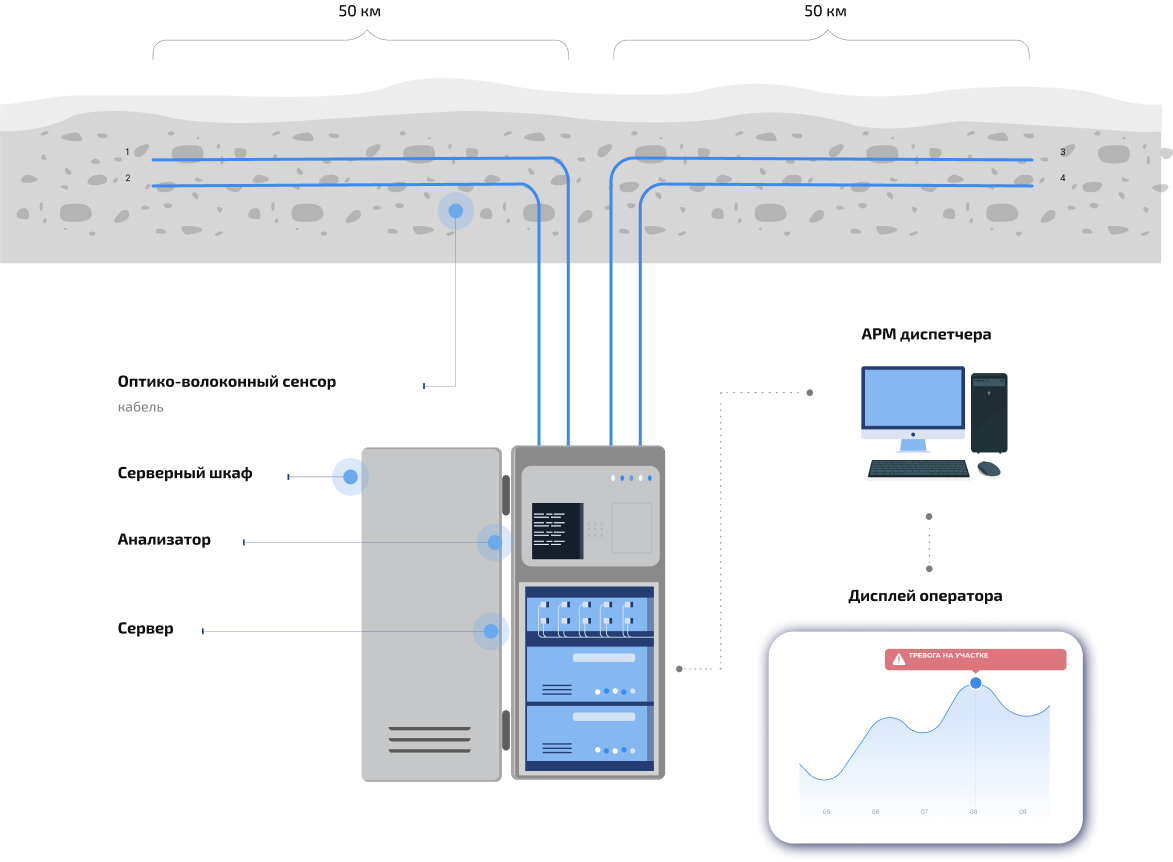 50 км
50 км
1
2
3
4
АРМ диспетчера
Оптико-волоконный сенсор
кабель
Серверный шкаф
Анализатор
Сервер
Дисплей оператора
ТРЕВОГА НА УЧАСТКЕ
05 06 07 08 09